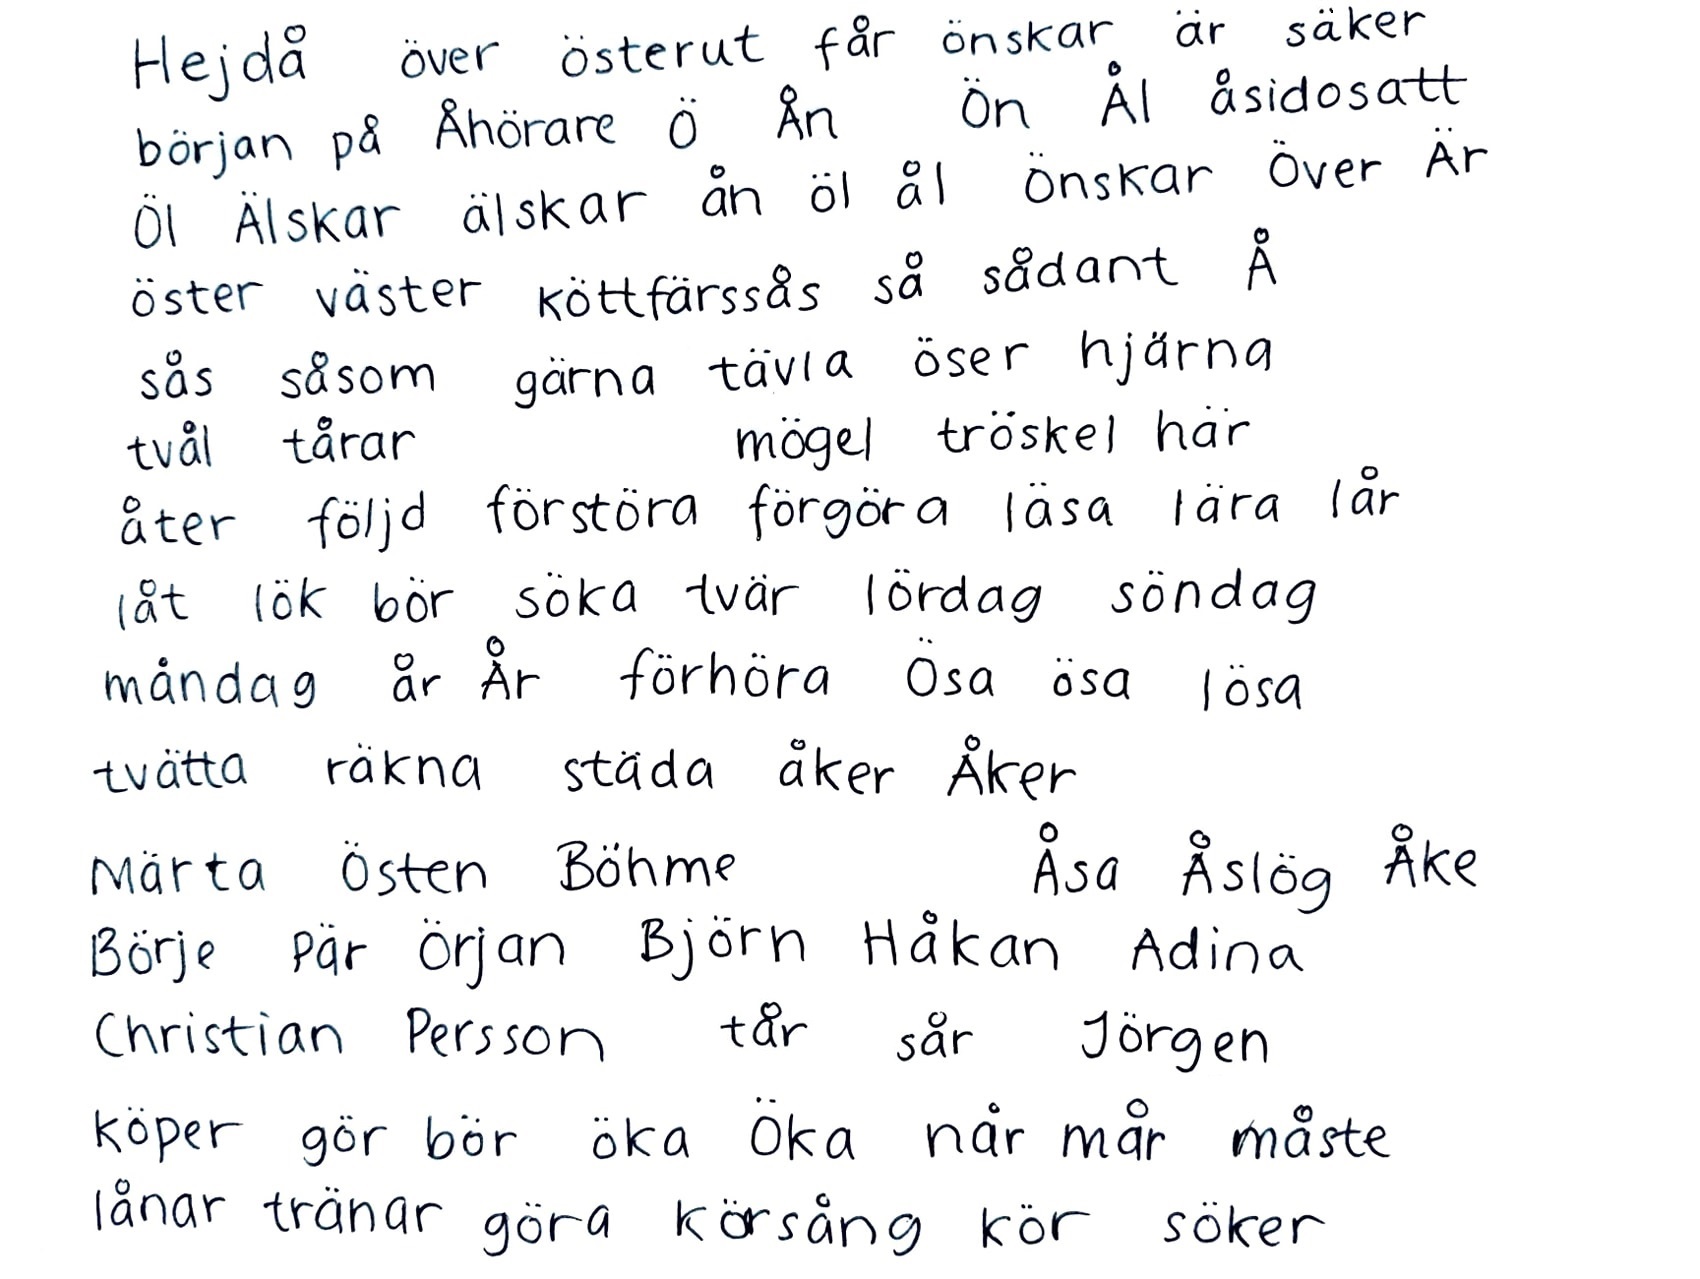 Hejdå över österut får önskar är säker
början på Åhörare Ö Ån Ön Ål åsidosatt
Öl Älskar älskar ån öl ål Önskar Över Är
öster väster köttfärssås så sådant Å
sås såsom gärna tävla öser hjärna
tvål tårar mögel tröskel här
åter följd förstöra förgöra läsa lära lår
låt lök bör söka tvär lördag söndag
måndag år År förhöra Ösa ösa lösa
tvätta räkna städa åker Åker
Märta Östen Böhme Åsa Åslög Åke
Börje Pär Örjan Björn Håkan Adina
Christian Persson tår sår Jörgen
köper gör bör öka Öka når mår måste
lånar tränar göra körsång kör söker